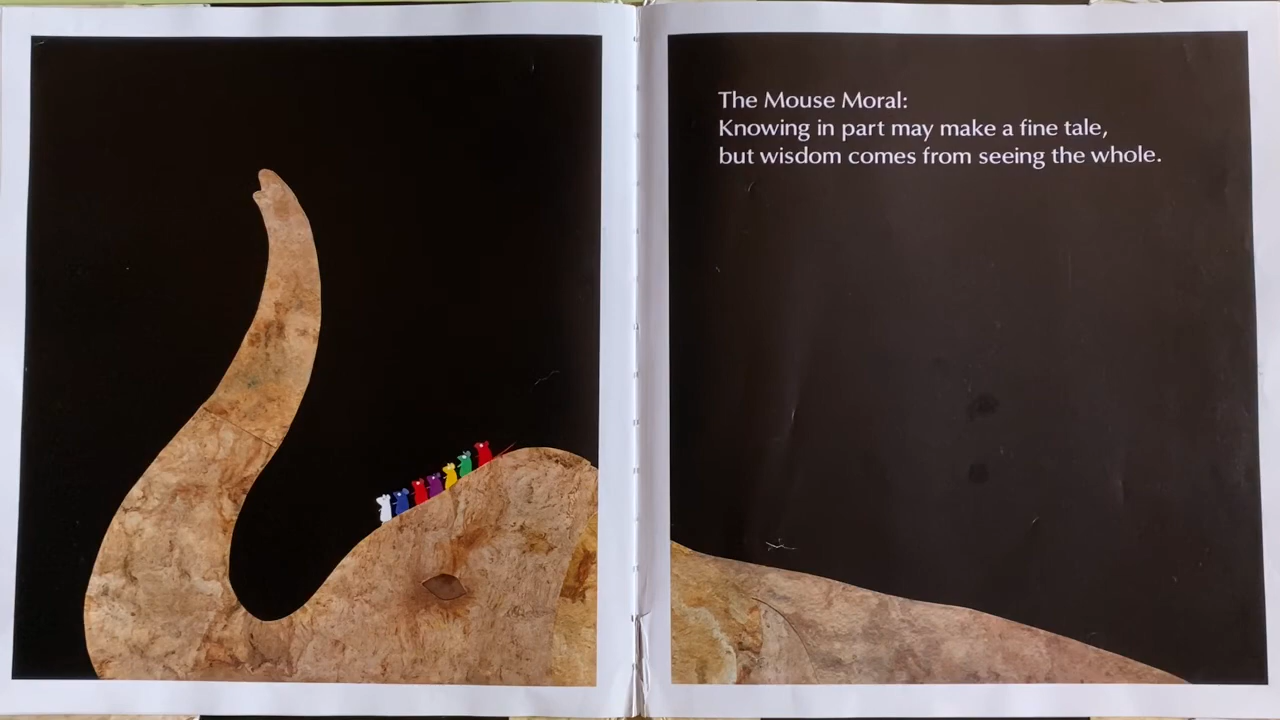 The Mouse Moral:
Knowing in part may make a fine tale,
but wisdom comes from seeing the whole.